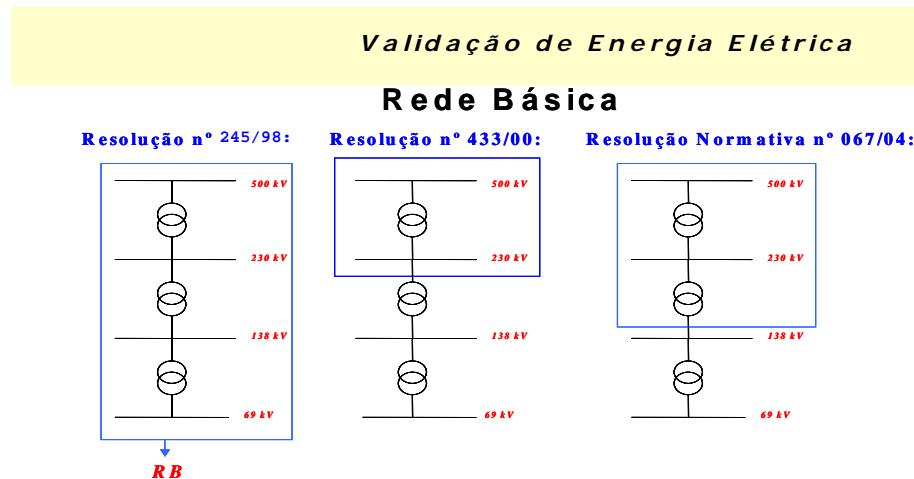 Validação de Energia Elétrica
Rede Básica
Resolução nº 245/98:
500 kV
230 kV
138 kV
69 kV
RB
Resolução nº 433/00:
500 kV
230 kV
138 kV
69 kV
Resolução Normativa nº 067/04:
500 kV
230 kV
138 kV
69 kV